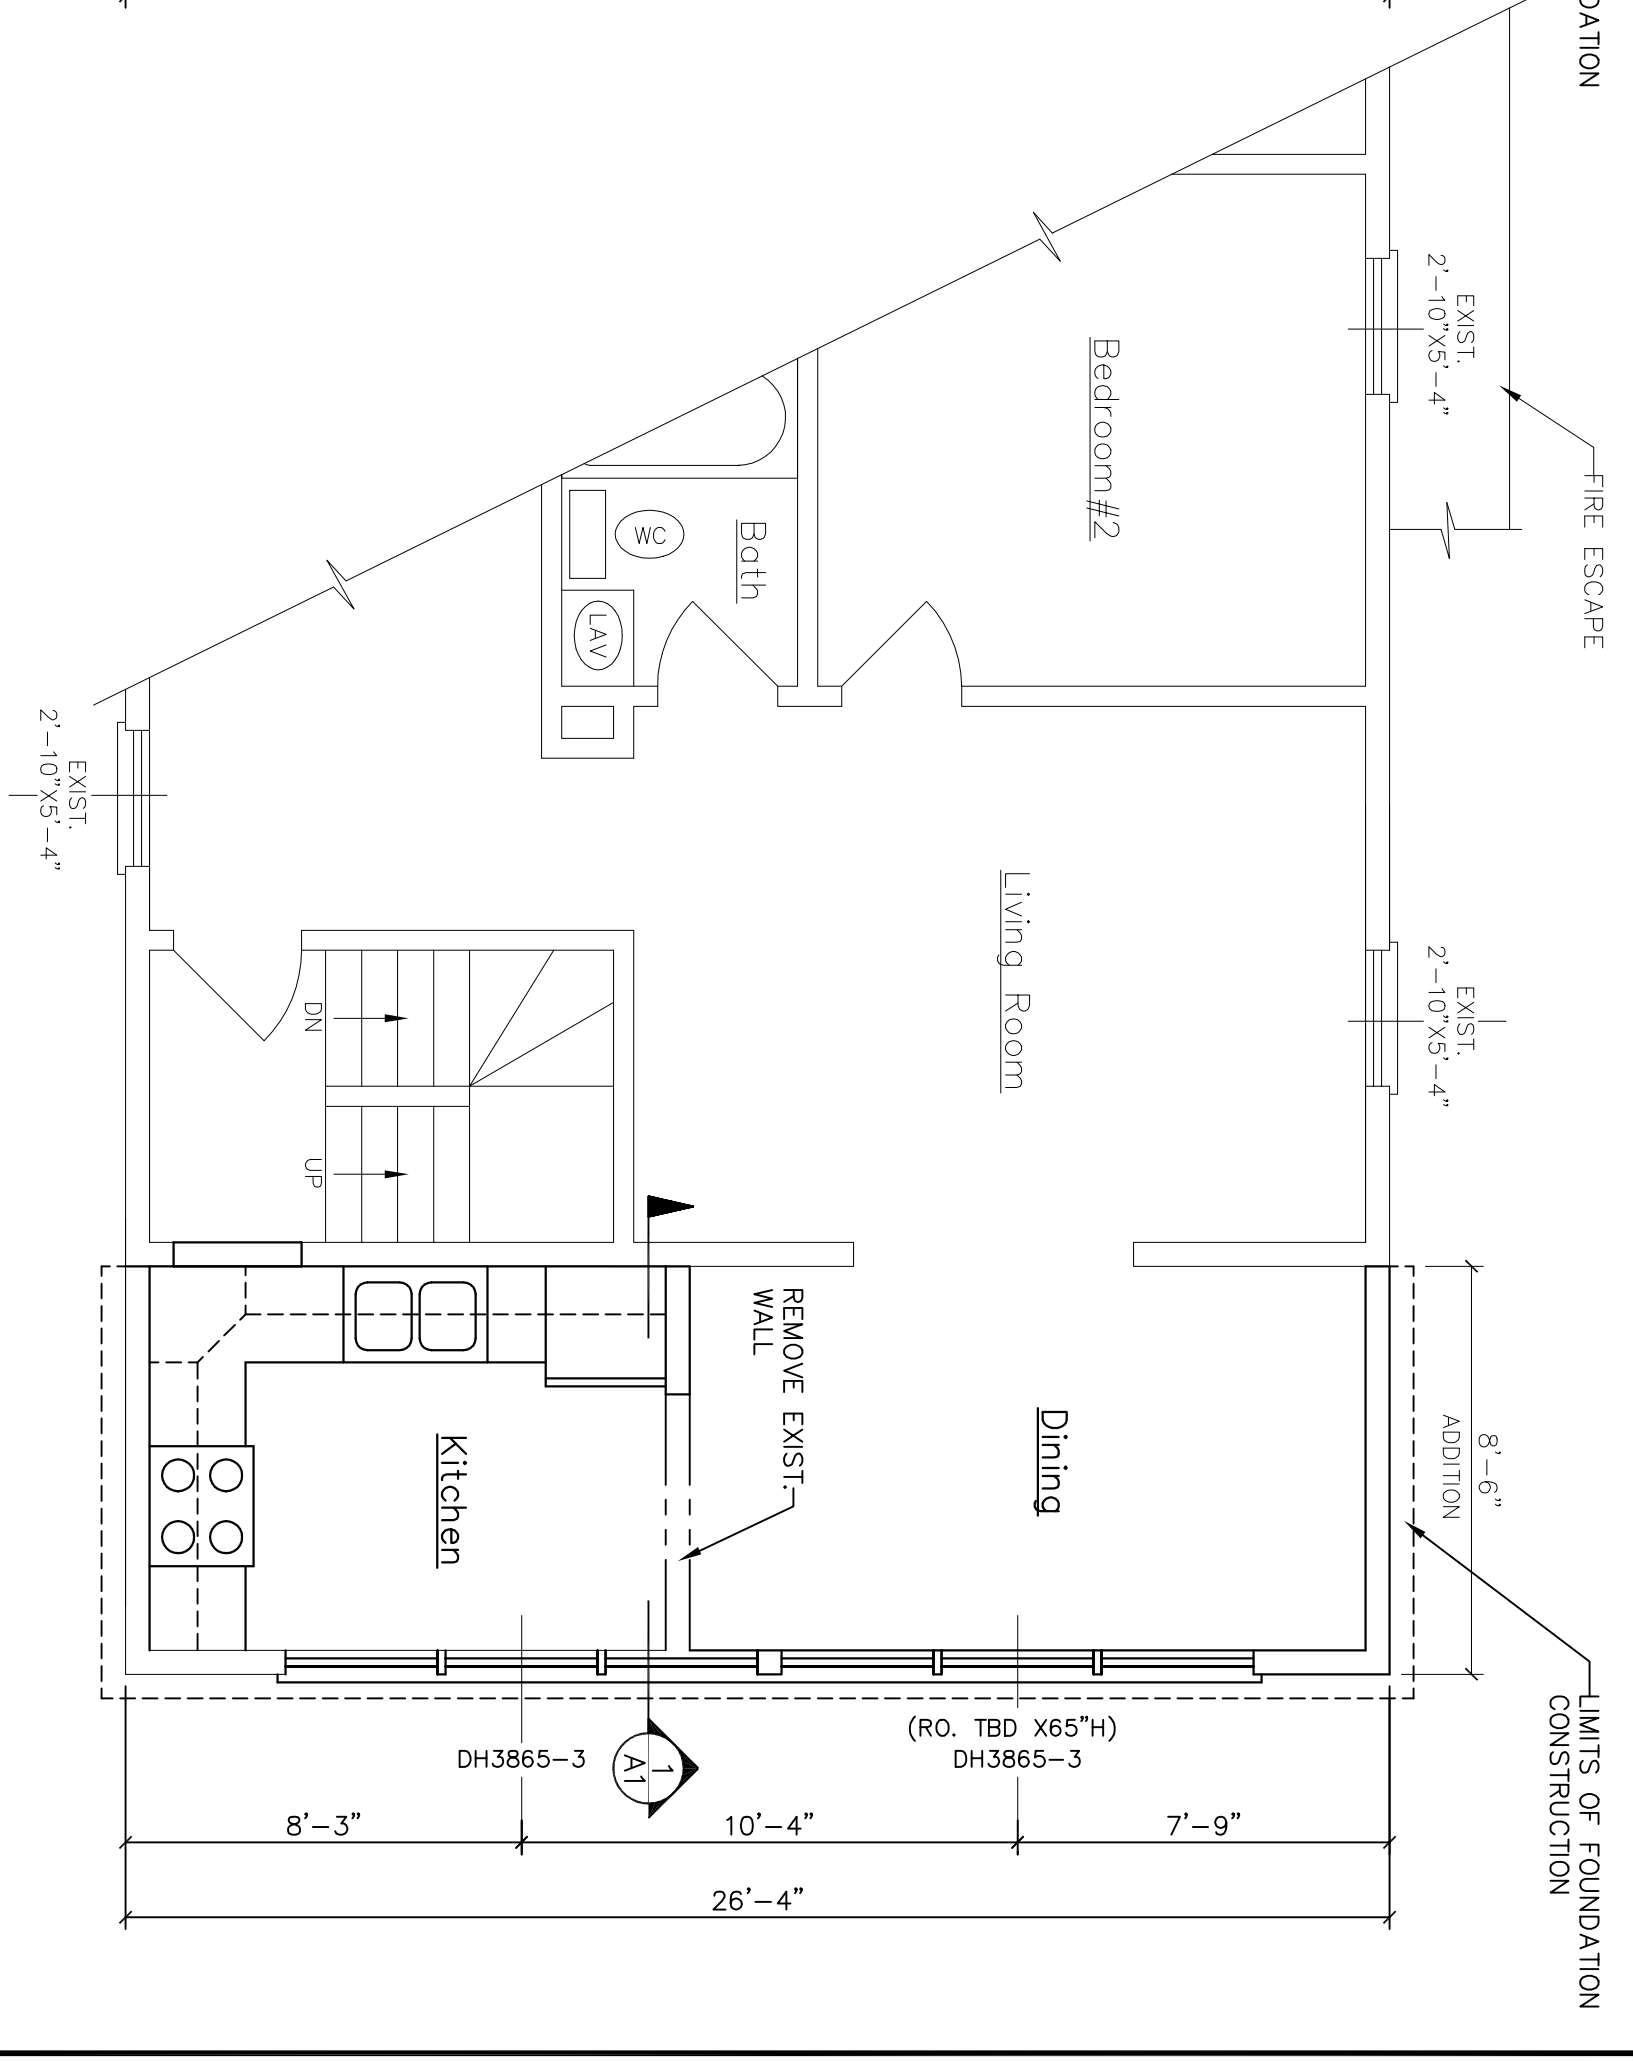 DATION
EXIST.
2'-10"X5'-4"
FIRE ESCAPE
Bedroom #2
Bath
WC
LAV
EXIST.
2'-10"X5'-4"
EXIST.
2'-10"X5'-4"
Living Room
DN
UP
REMOVE EXIST.
WALL
Dining
Kitchen
8'-6"
ADDITION
LIMITS OF FOUNDATION
CONSTRUCTION
(RO. TBD X65"H)
DH3865-3
DH3865-3
1
A1
8'-3"
10'-4"
7'-9"
26'-4"